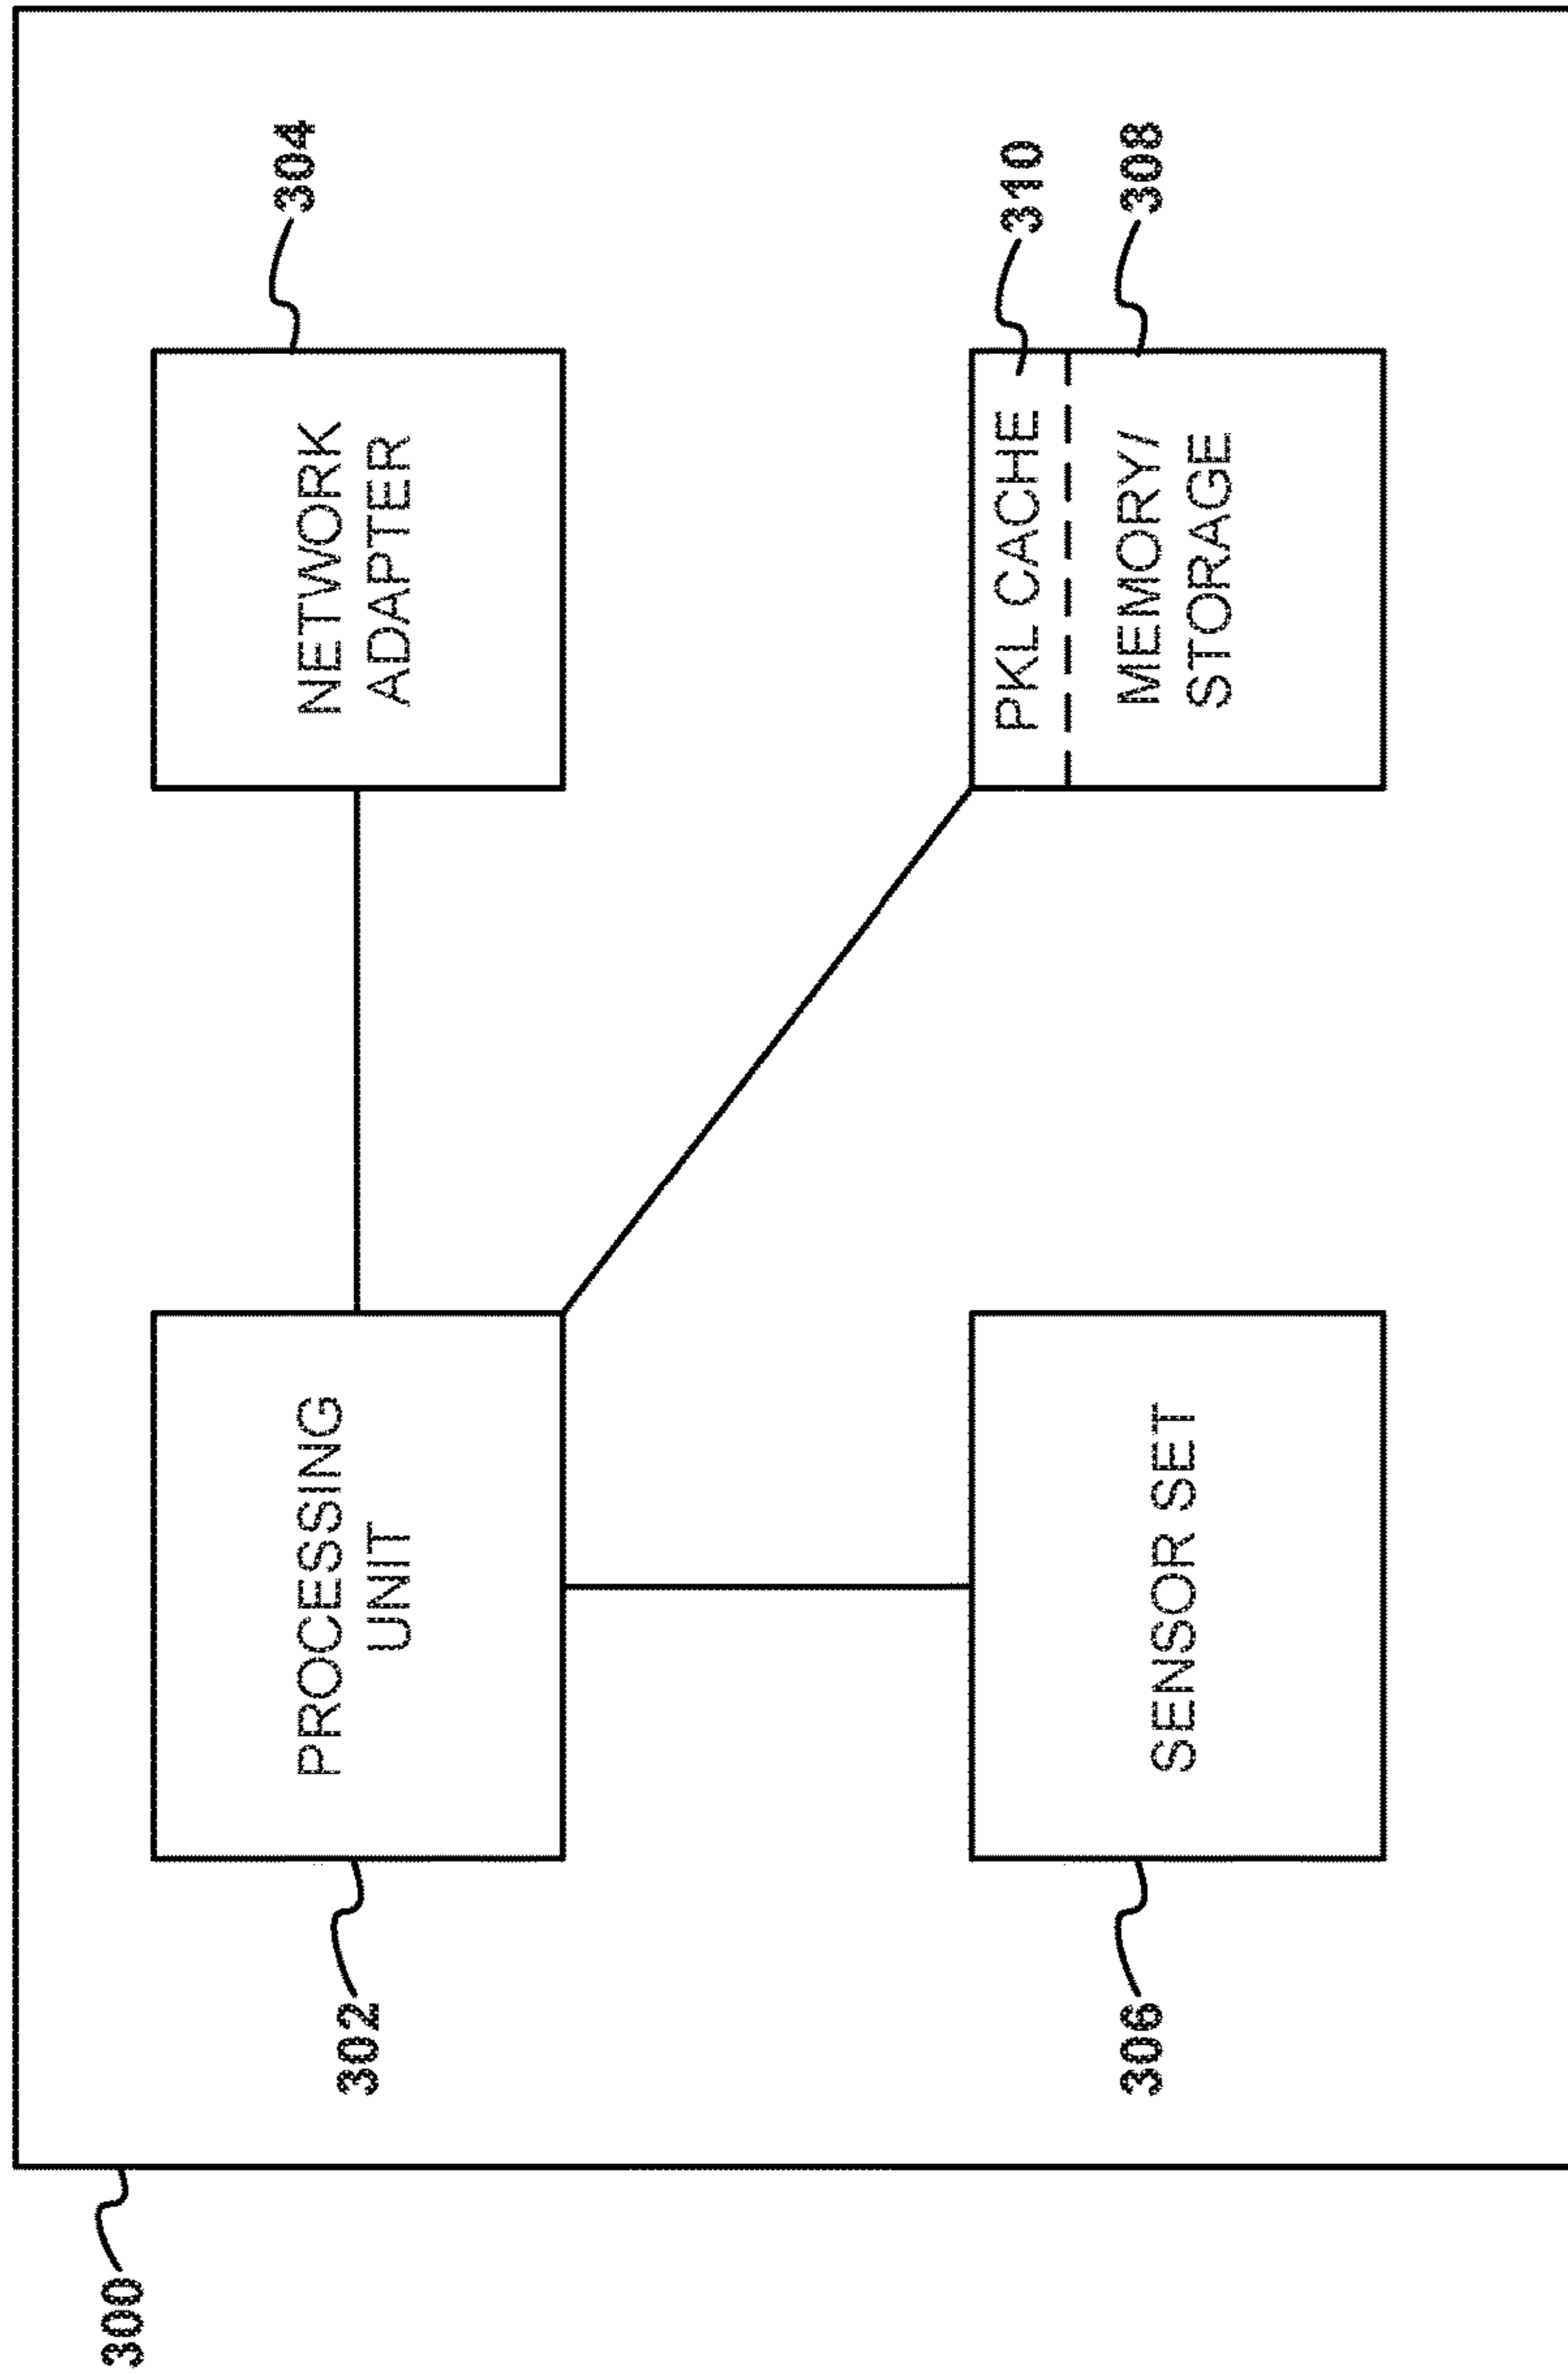 300
302
PROCESSING
UNIT
NETWORK
ADAPTER
304
PKL CACHE
310
306
SENSOR SET
MEMORY/
STORAGE
308